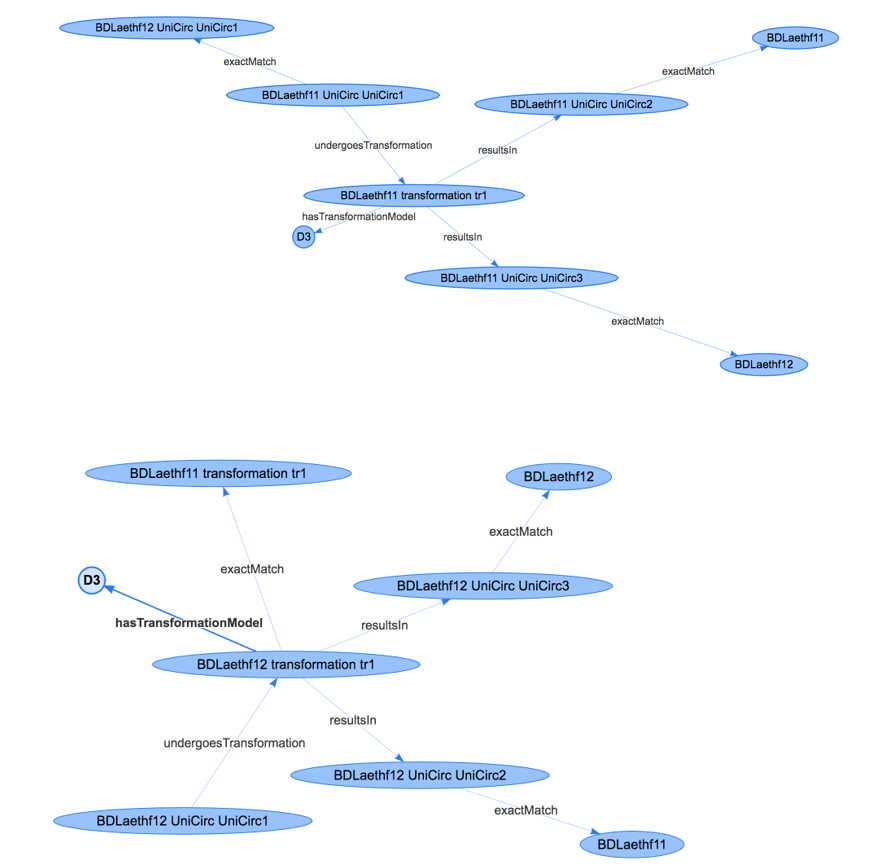 BDLaethf12 UniCirc UniCirc1
BDLaethf11
exactMatch
exactMatch
BDLaethf11 UniCirc UniCirc1
BDLaethf11 UniCirc UniCirc2
undergoesTransformation
resultsIn
BDLaethf11 transformation tr1
hasTransformationModel
D3
resultsIn
BDLaethf11 UniCirc UniCirc3
exactMatch
BDLaethf12
BDLaethf11 transformation tr1
BDLaethf12
exactMatch
exactMatch
D3
BDLaethf12 UniCirc UniCirc3
hasTransformationModel
resultsIn
BDLaethf12 transformation tr1
resultsIn
undergoesTransformation
BDLaethf12 UniCirc UniCirc2
exactMatch
BDLaethf12 UniCirc UniCirc1
BDLaethf11